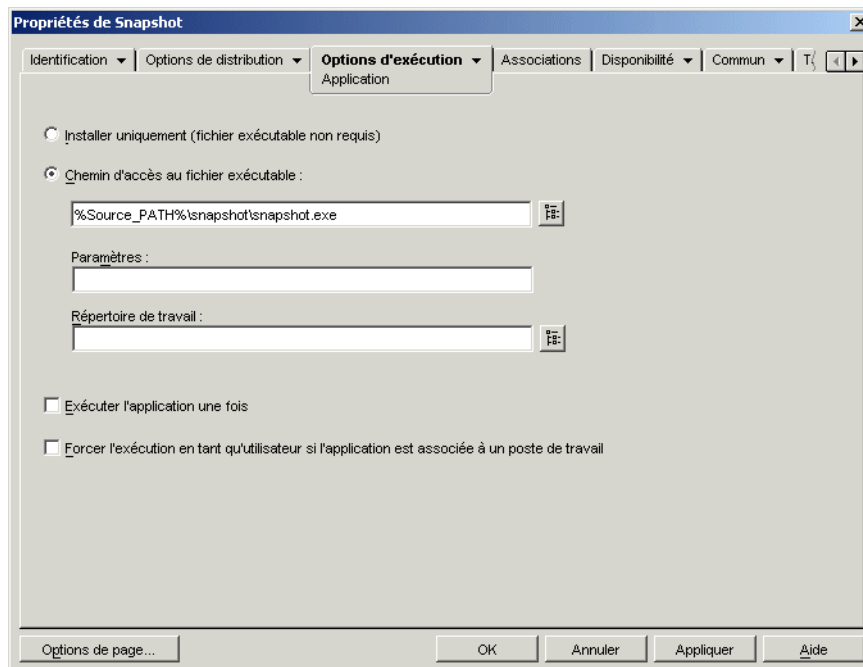 Propriétés de Snapshot
Identification Options de distribution Options d'exécution Associations Disponibilité Commun
Application
Installer uniquement (fichier exécutable non requis)
Chemin d'accès au fichier exécutable :
%Source_PATH%\snapshot\snapshot.exe
Paramètres :
Répertoire de travail :
Exécuter l'application une fois
Forcer l'exécution en tant qu'utilisateur si l'application est associée à un poste de travail
Options de page... OK Annuler Appliquer Aide